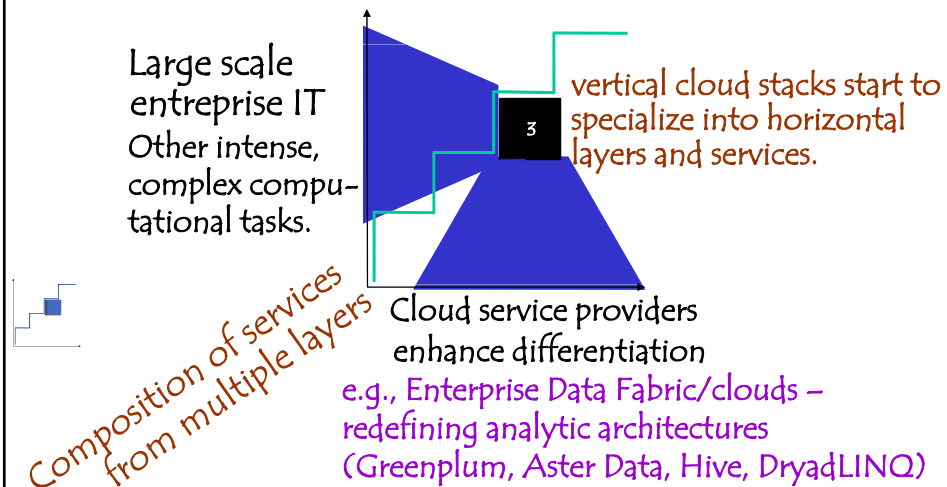 Large scale
entreprise IT
Other intense,
complex compu-
tational tasks.
3
vertical cloud stacks start to
specialize into horizontal
layers and services.
Composition of services
from multiple layers
Cloud service providers
enhance differentiation
e.g., Enterprise Data Fabric/clouds –
redefining analytic architectures
(Greenplum, Aster Data, Hive, DryadLINQ)